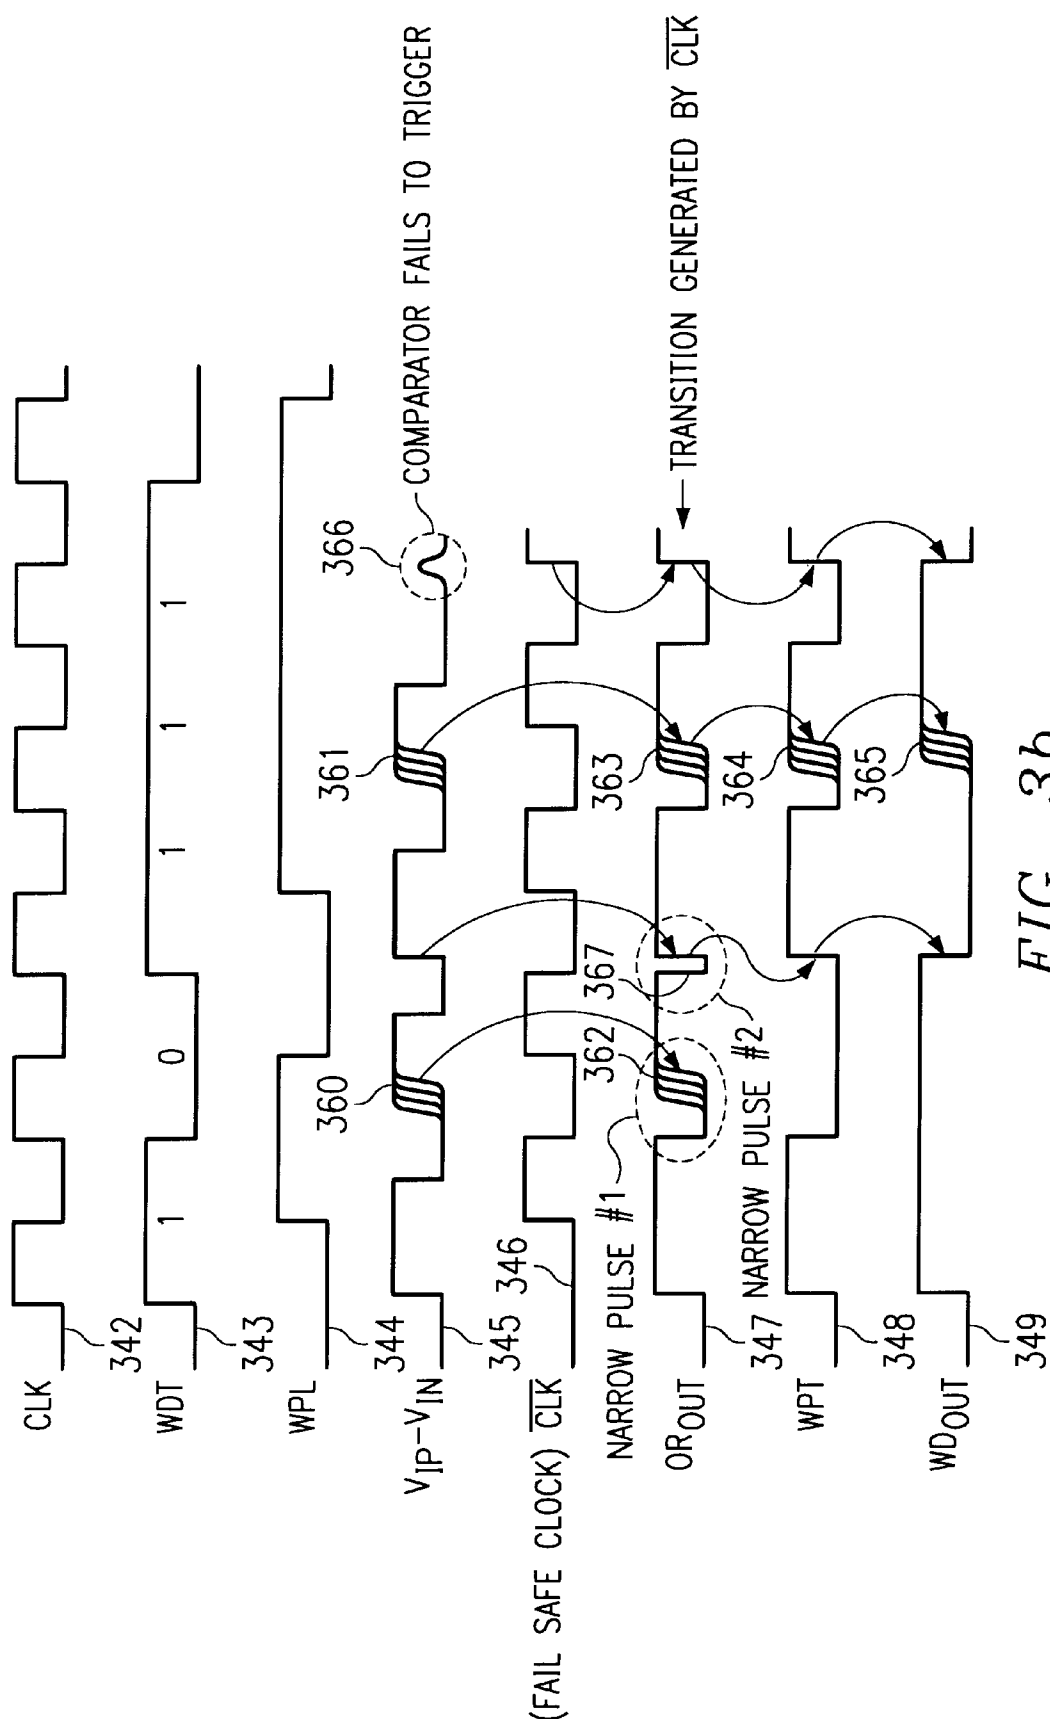 CLK
342
WDT
343
1
0
1
1
1
WPL
344
V_IP-V_IN
345
360
361
366
COMPARATOR FAILS TO TRIGGER
(FAIL SAFE CLOCK) C̅L̅K̅
346
NARROW PULSE #1
OR_OUT
347
362
367
363
TRANSITION GENERATED BY C̅L̅K̅
NARROW PULSE #2
WPT
348
364
WD_OUT
349
365
FIG. 3b